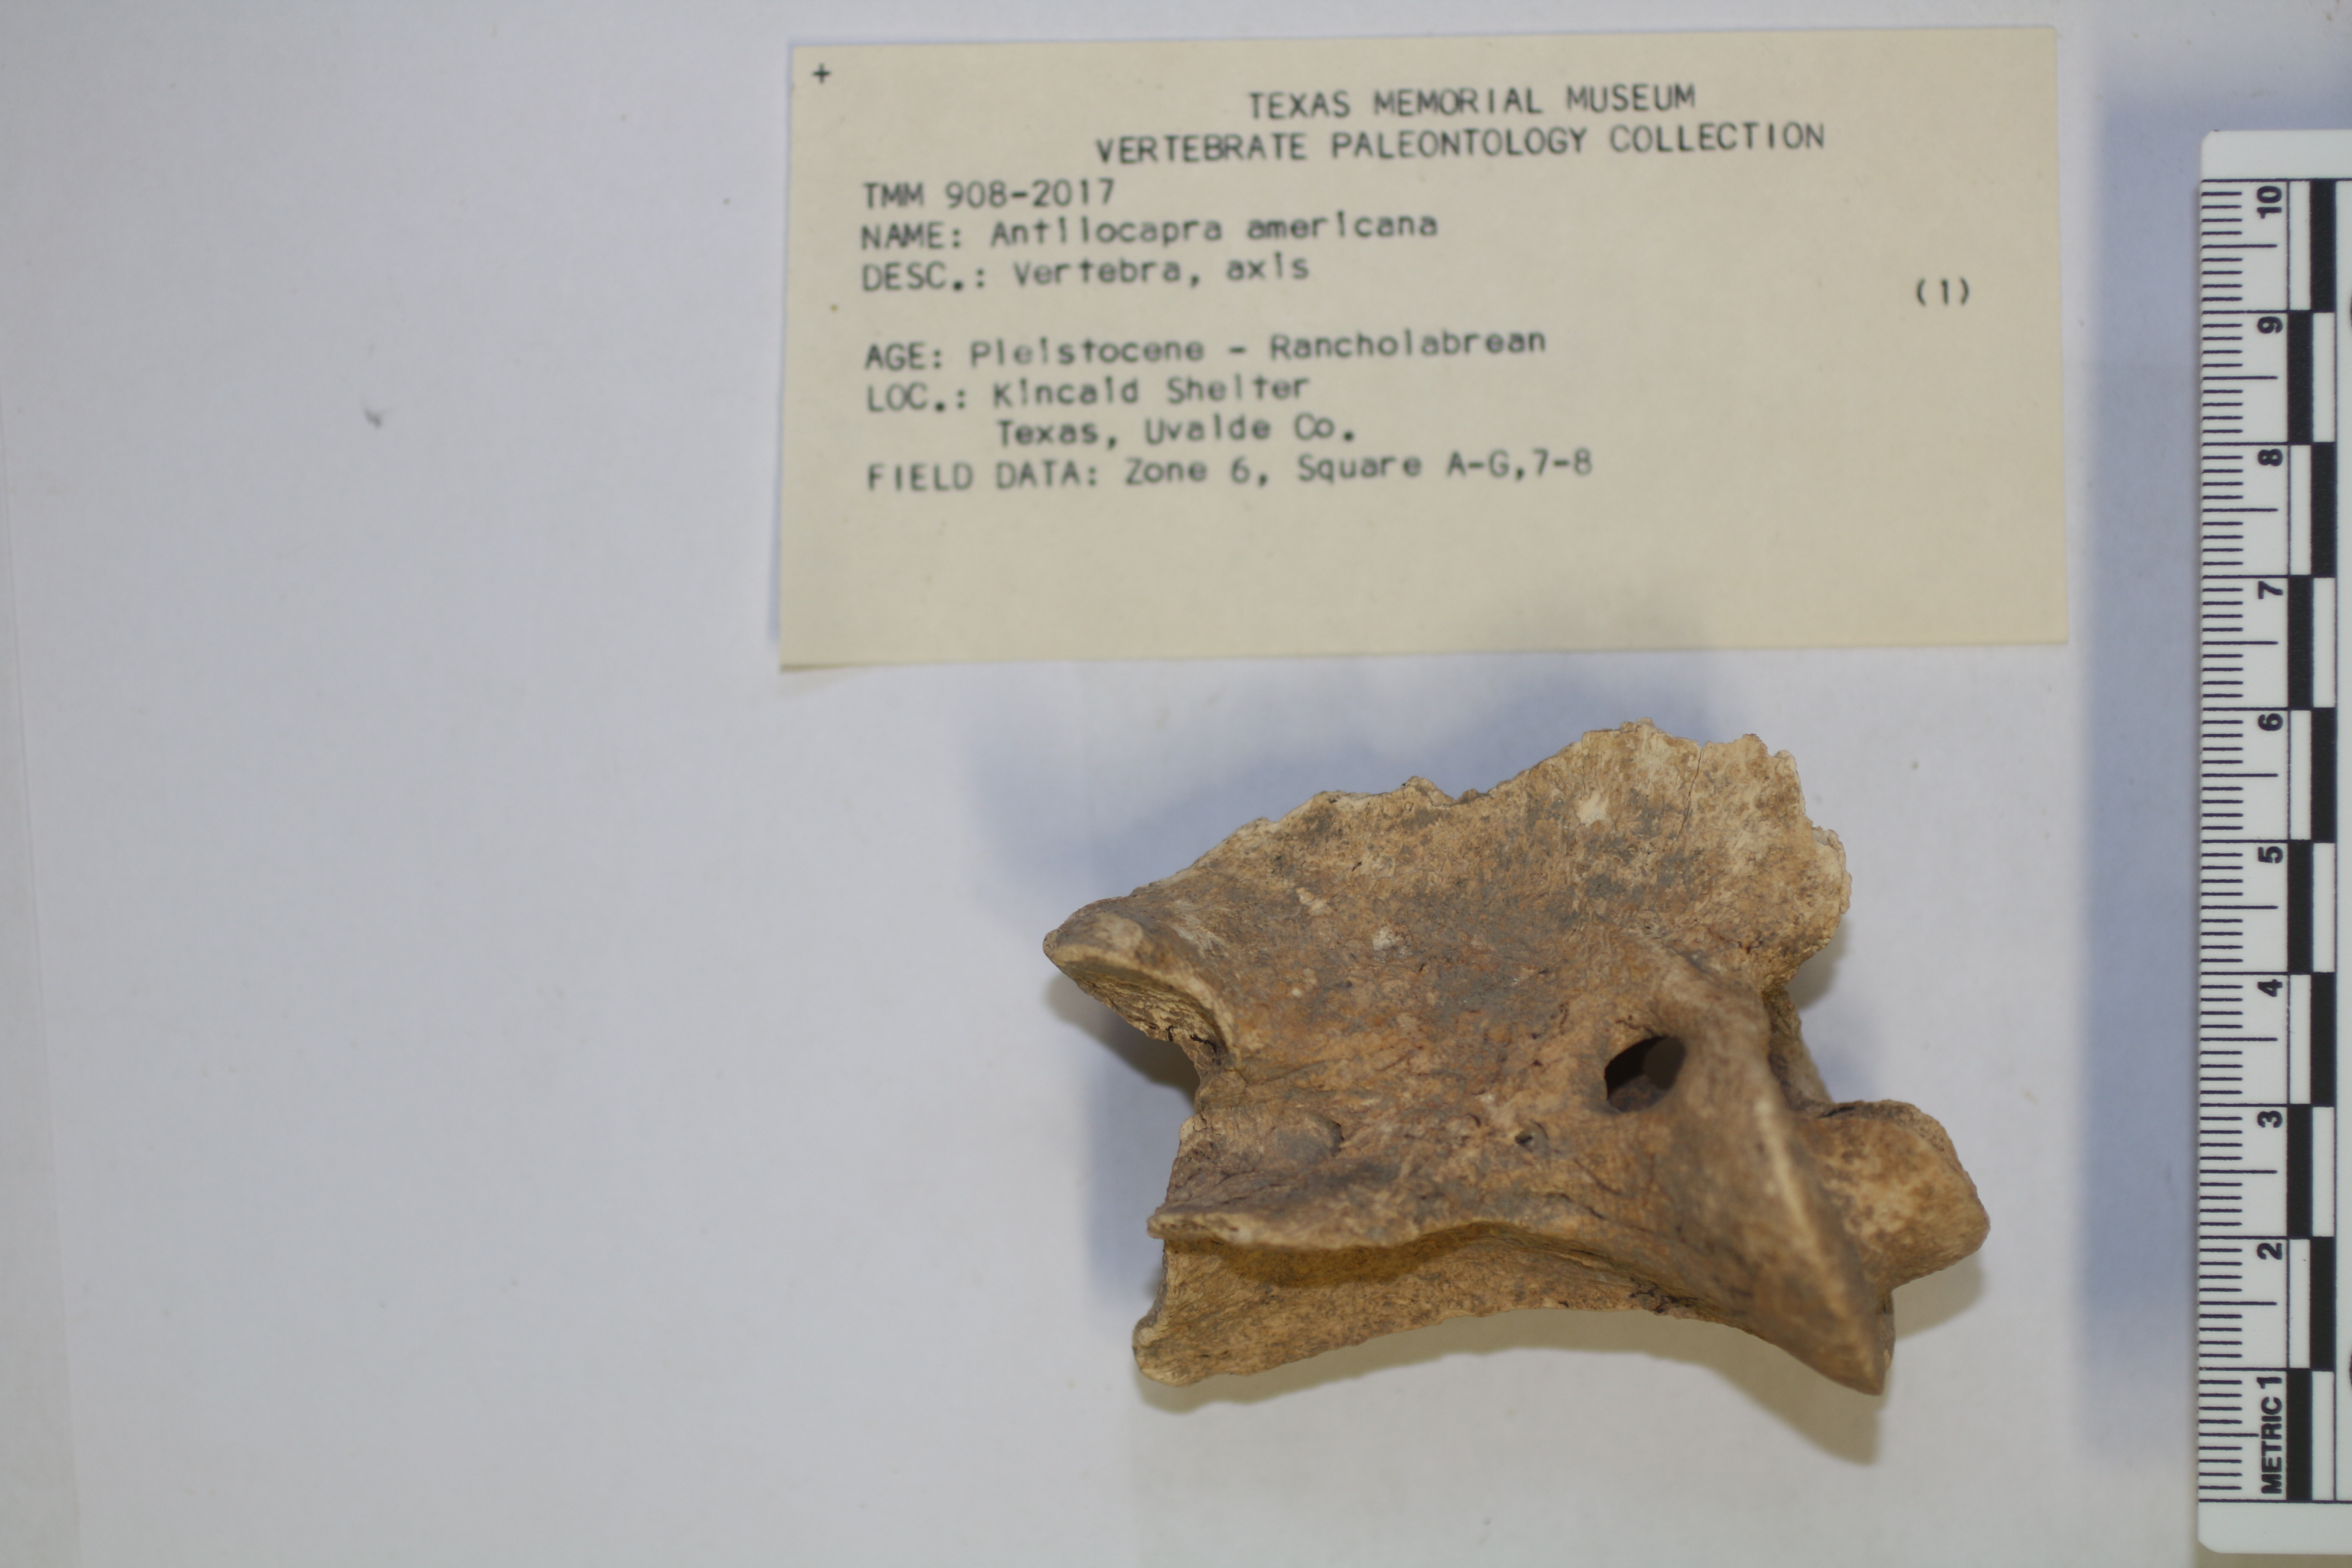 +
TEXAS MEMORIAL MUSEUM
VERTEBRATE PALEONTOLOGY COLLECTION
TMM 908-2017
NAME: Antilocapra americana
DESC.: Vertebra, axis
(1)
AGE: Pleistocene - Rancholabrean
LOC.: Kincaid Shelter
Texas, Uvalde Co.
FIELD DATA: Zone 6, Square A-G,7-8
10
9
8
7
6
5
4
3
2
METRIC 1